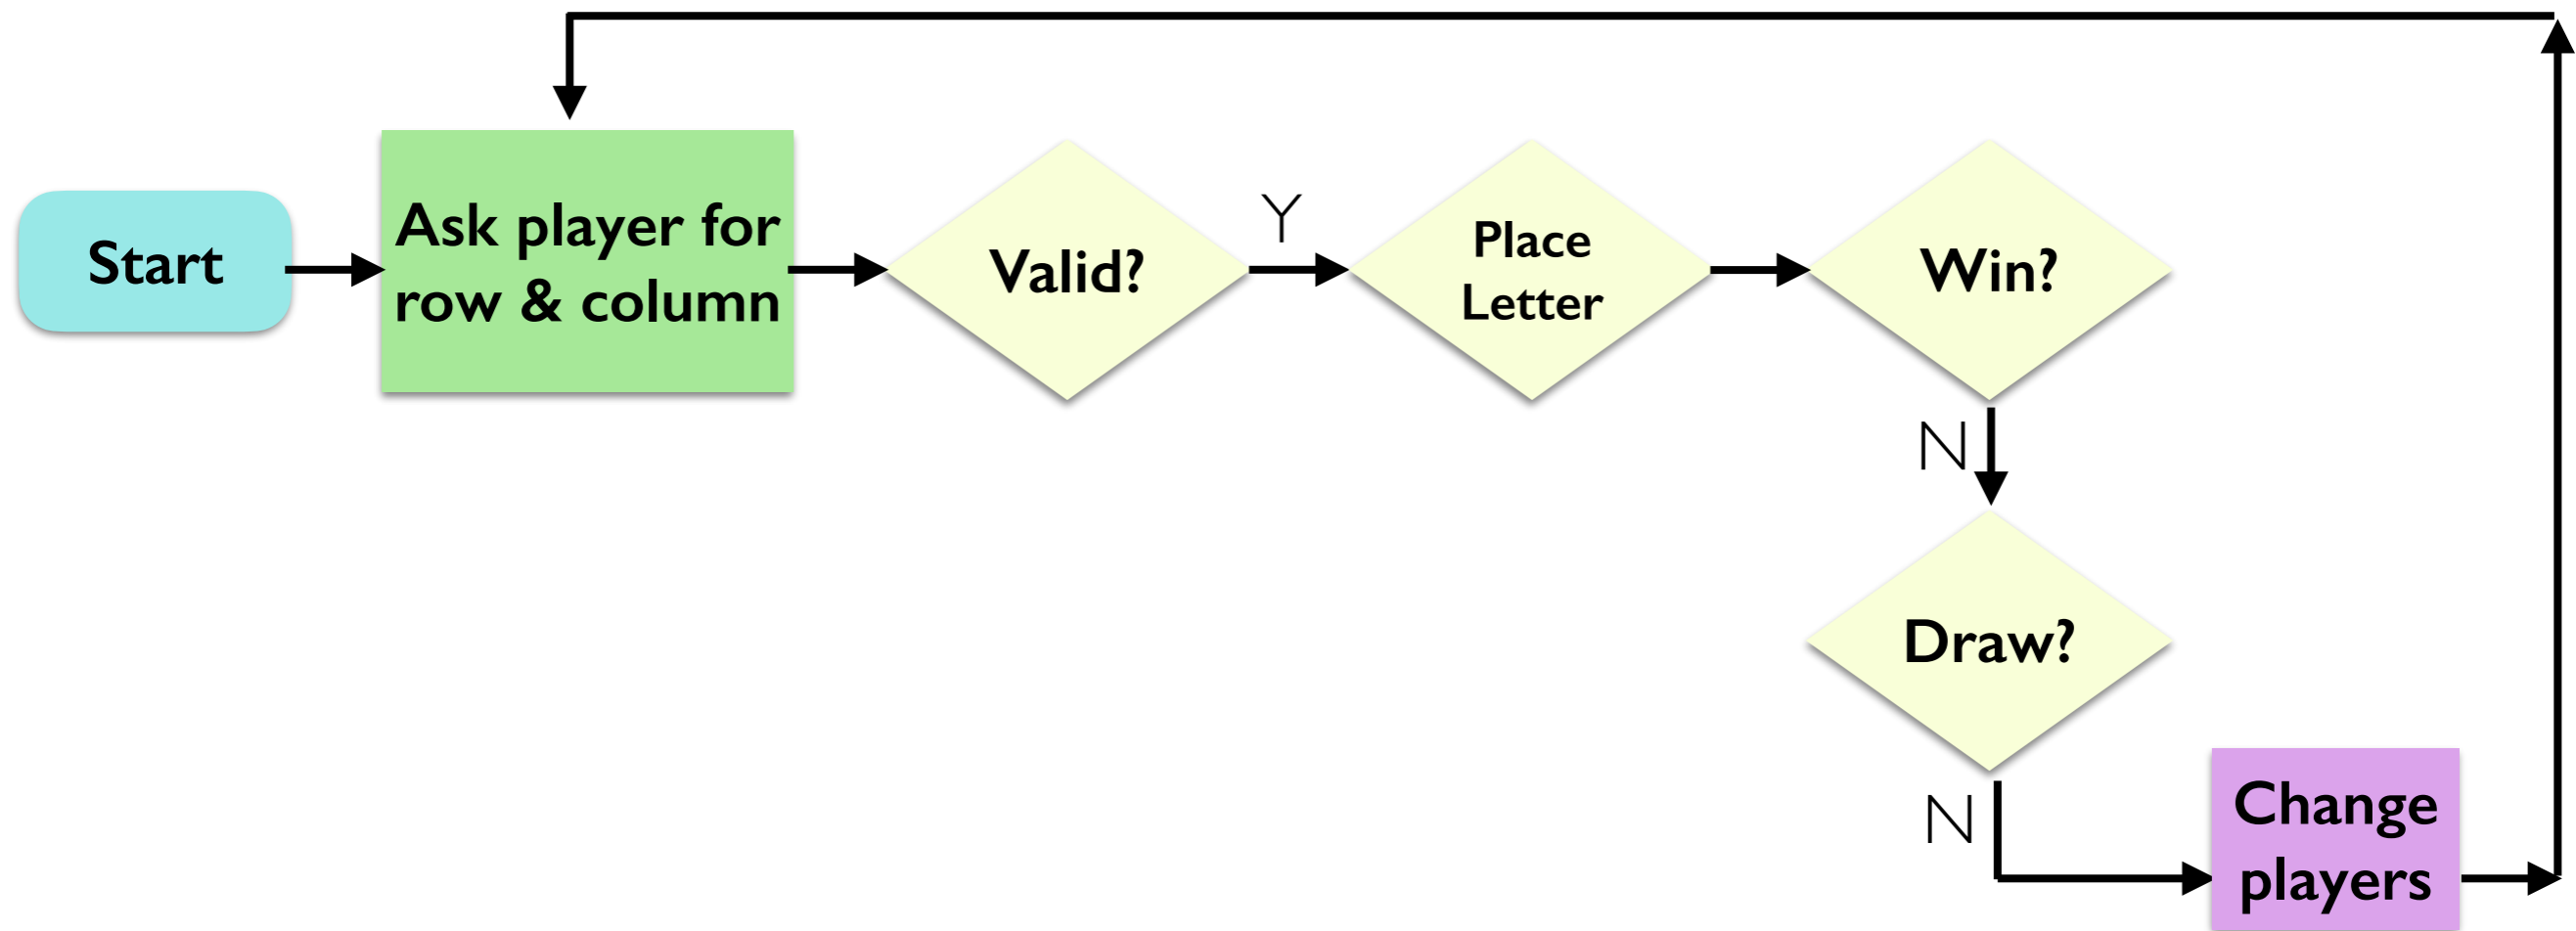 Start
Ask player for
row & column
Valid?
Y
Place
Letter
Win?
N
Draw?
N
Change
players